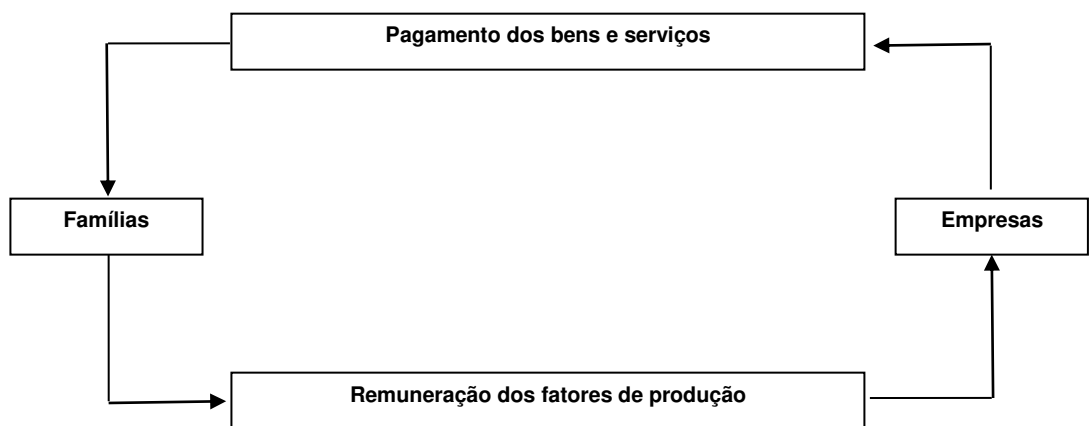 Pagamento dos bens e serviços
Famílias
Empresas
Remuneração dos fatores de produção